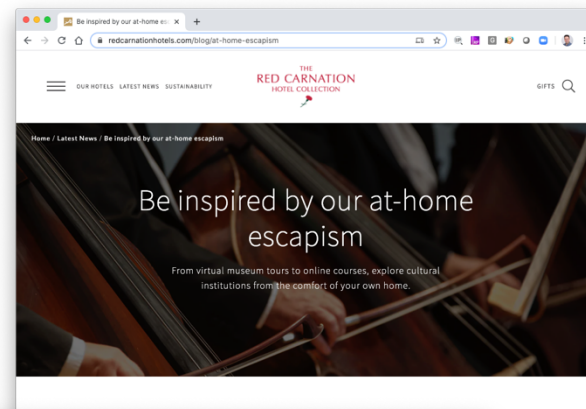 Be inspired by our at-home es
redcarnationhotels.com/blog/at-home-escapism
OUR HOTELS LATEST NEWS SUSTAINABILITY
THE
RED CARNATION
HOTEL COLLECTION
GIFTS
Home / Latest News / Be inspired by our at-home escapism
Be inspired by our at-home
escapism
From virtual museum tours to online courses, explore cultural
institutions from the comfort of your own home.